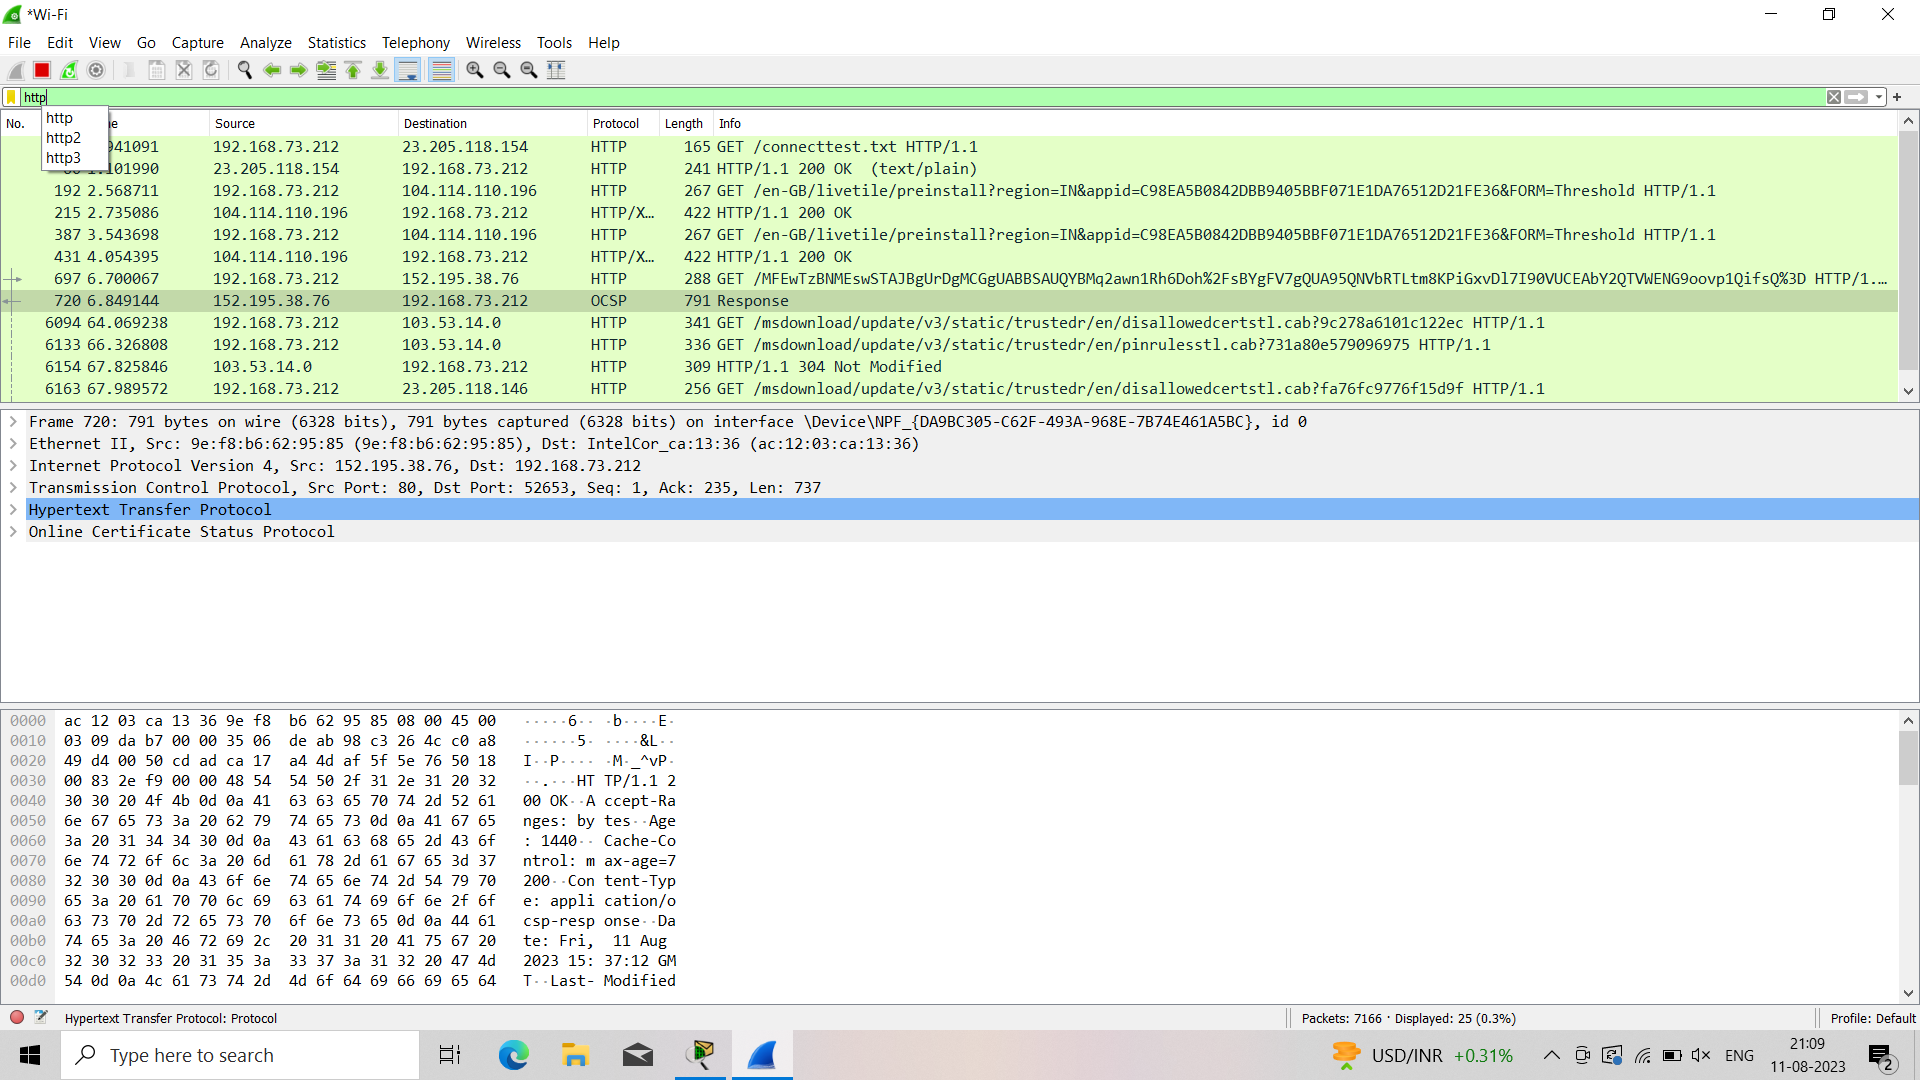 *Wi-Fi
File Edit View Go Capture Analyze Statistics Telephony Wireless Tools Help
http
http
http2
http3
No. Source Destination Protocol Length Info
941091 192.168.73.212 23.205.118.154 HTTP 165 GET /connecttest.txt HTTP/1.1
101990 23.205.118.154 192.168.73.212 HTTP 241 HTTP/1.1 200 OK (text/plain)
192 2.568711 192.168.73.212 104.114.110.196 HTTP 267 GET /en-GB/livetile/preinstall?region=IN&appid=C98EA5B0842DBB9405BBF071E1DA76512D21FE36&FORM=Threshold HTTP/1.1
215 2.735086 104.114.110.196 192.168.73.212 HTTP/X… 422 HTTP/1.1 200 OK
387 3.543698 192.168.73.212 104.114.110.196 HTTP 267 GET /en-GB/livetile/preinstall?region=IN&appid=C98EA5B0842DBB9405BBF071E1DA76512D21FE36&FORM=Threshold HTTP/1.1
431 4.054395 104.114.110.196 192.168.73.212 HTTP/X… 422 HTTP/1.1 200 OK
697 6.700067 192.168.73.212 152.195.38.76 HTTP 288 GET /MFEwTzBNMEswSTAJBgUrDgMCGgUABBSAUQYBMq2awn1Rh6Doh%2FsBYgFV7gQUA95QNVbRTLtm8KPiGxvDl7I90VUCEAbY2QTVWENG9oovp1QifsQ%3D HTTP/1.…
720 6.849144 152.195.38.76 192.168.73.212 OCSP 791 Response
6094 64.069238 192.168.73.212 103.53.14.0 HTTP 341 GET /msdownload/update/v3/static/trustedr/en/disallowedcertstl.cab?9c278a6101c122ec HTTP/1.1
6133 66.326808 192.168.73.212 103.53.14.0 HTTP 336 GET /msdownload/update/v3/static/trustedr/en/pinrulesstl.cab?731a80e579096975 HTTP/1.1
6154 67.825846 103.53.14.0 192.168.73.212 HTTP 309 HTTP/1.1 304 Not Modified
6163 67.989572 192.168.73.212 23.205.118.146 HTTP 256 GET /msdownload/update/v3/static/trustedr/en/disallowedcertstl.cab?fa76fc9776f15d9f HTTP/1.1
Frame 720: 791 bytes on wire (6328 bits), 791 bytes captured (6328 bits) on interface \Device\NPF_{DA9BC305-C62F-493A-968E-7B74E461A5BC}, id 0
Ethernet II, Src: 9e:f8:b6:62:95:85 (9e:f8:b6:62:95:85), Dst: IntelCor_ca:13:36 (ac:12:03:ca:13:36)
Internet Protocol Version 4, Src: 152.195.38.76, Dst: 192.168.73.212
Transmission Control Protocol, Src Port: 80, Dst Port: 52653, Seq: 1, Ack: 235, Len: 737
Hypertext Transfer Protocol
Online Certificate Status Protocol
0000 ac 12 03 ca 13 36 9e f8 b6 62 95 85 08 00 45 00 ·····6·· ·b····E·
0010 03 09 da b7 00 00 35 06 de ab 98 c3 26 4c c0 a8 ······5· ····&L··
0020 49 d4 00 50 cd ad ca 17 a4 4d af 5f 5e 76 50 18 I··P···· ·M·_^vP·
0030 00 83 2e f9 00 00 48 54 54 50 2f 31 2e 31 20 32 ··.···HT TP/1.1 2
0040 30 30 20 4f 4b 0d 0a 41 63 63 65 70 74 2d 52 61 00 OK··A ccept-Ra
0050 6e 67 65 73 3a 20 62 79 74 65 73 0d 0a 41 67 65 nges: by tes··Age
0060 3a 20 31 34 34 30 0d 0a 43 61 63 68 65 2d 43 6f : 1440·· Cache-Co
0070 6e 74 72 6f 6c 3a 20 6d 61 78 2d 61 67 65 3d 37 ntrol: m ax-age=7
0080 32 30 30 0d 0a 43 6f 6e 74 65 6e 74 2d 54 79 70 200··Con tent-Typ
0090 65 3a 20 61 70 70 6c 69 63 61 74 69 6f 6e 2f 6f e: appli cation/o
00a0 63 73 70 2d 72 65 73 70 6f 6e 73 65 0d 0a 44 61 csp-resp onse··Da
00b0 74 65 3a 20 46 72 69 2c 20 31 31 20 41 75 67 20 te: Fri, 11 Aug
00c0 32 30 32 33 20 31 35 3a 33 37 3a 31 32 20 47 4d 2023 15: 37:12 GM
00d0 54 0d 0a 4c 61 73 74 2d 4d 6f 64 69 66 69 65 64 T··Last- Modified
Hypertext Transfer Protocol: Protocol Packets: 7166 · Displayed: 25 (0.3%) Profile: Default
Type here to search USD/INR +0.31% ENG 21:09
11-08-2023 2